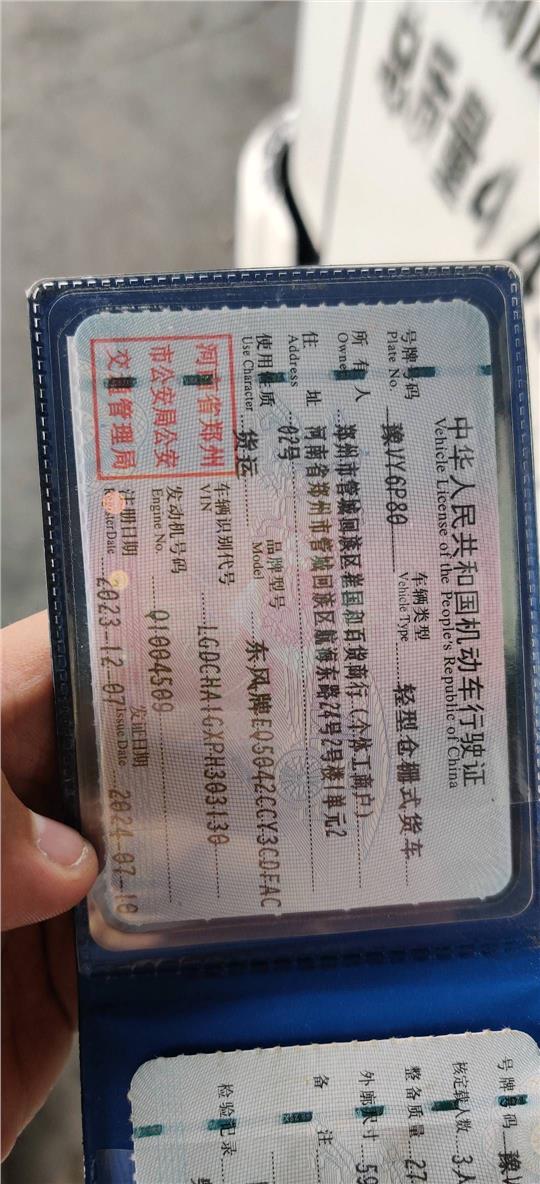 中华人民共和国机动车行驶证
Vehicle License of the People's Republic of China
号牌号码 豫VY6P80 车辆类型 轻型仓栅式货车
Plate No. Vehicle Type
所有人 郑州市管城回族区 百货商行(个体工商户)
Owner
住址 河南省郑州市管城回族区航海东路24号2号楼1单元2
Address 02号
使用性质 货运 品牌型号 东风牌EQ5042CCY3CDFAC
Use Character Model
河南省郑州
市公安局公安
交通管理局
车辆识别代号 LGDCHA1GXPH303130
VIN
发动机号码 Q1004509
Engine No.
注册日期 2023-12-07 发证日期 2024-07-10
Register Date Issue Date
号牌号码
核定载人数 3人
整备质量 27
外廓尺寸 59
备注
检验记录